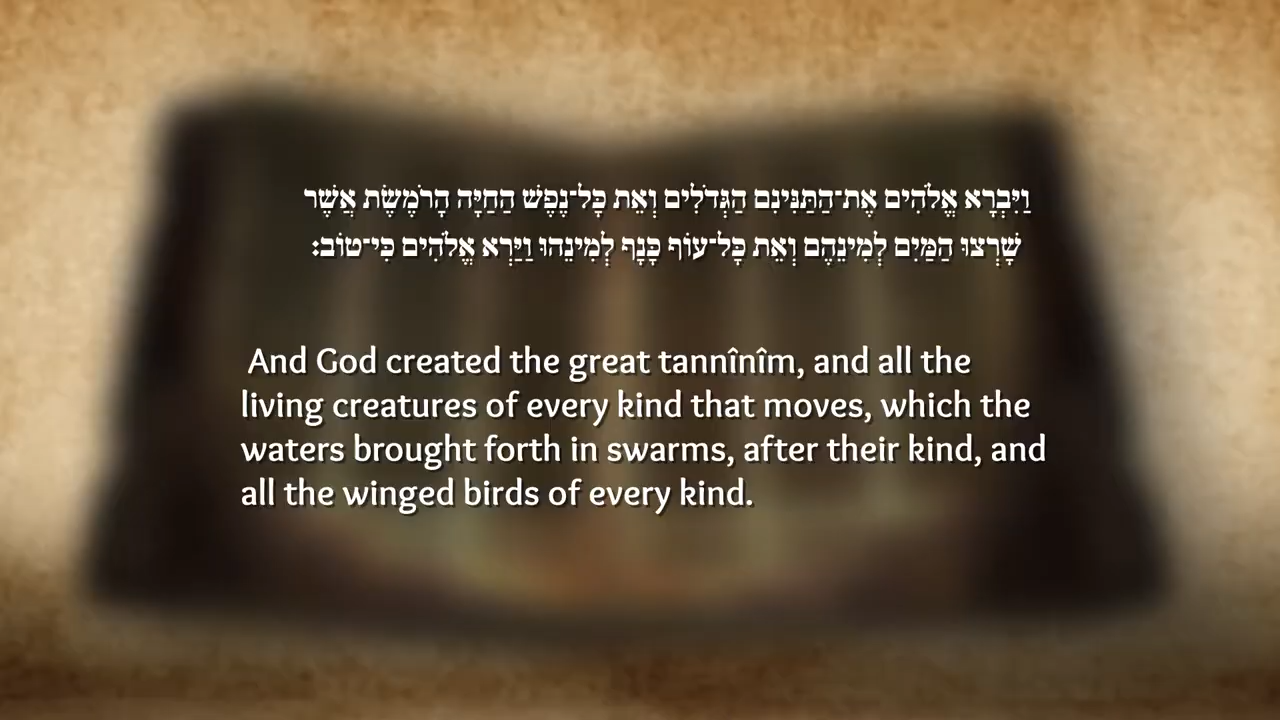 וַיִּבְרָא אֱלֹהִים אֶת־הַתַּנִּינִם הַגְּדֹלִים וְאֵת כָּל־נֶפֶשׁ הַחַיָּה הָרֹמֶשֶׂת אֲשֶׁר
שָׁרְצוּ הַמַּיִם לְמִינֵהֶם וְאֵת כָּל־עוֹף כָּנָף לְמִינֵהוּ וַיַּרְא אֱלֹהִים כִּי־טוֹב׃
And God created the great tannînîm, and all the
living creatures of every kind that moves, which the
waters brought forth in swarms, after their kind, and
all the winged birds of every kind.